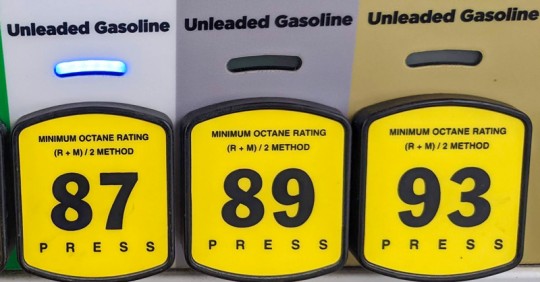 Unleaded Gasoline
Unleaded Gasoline
Unleaded Gasoline
MINIMUM OCTANE RATING
(R + M) / 2 METHOD
87
PRESS
MINIMUM OCTANE RATING
(R + M) / 2 METHOD
89
PRESS
MINIMUM OCTANE RATING
(R + M) / 2 METHOD
93
PRESS